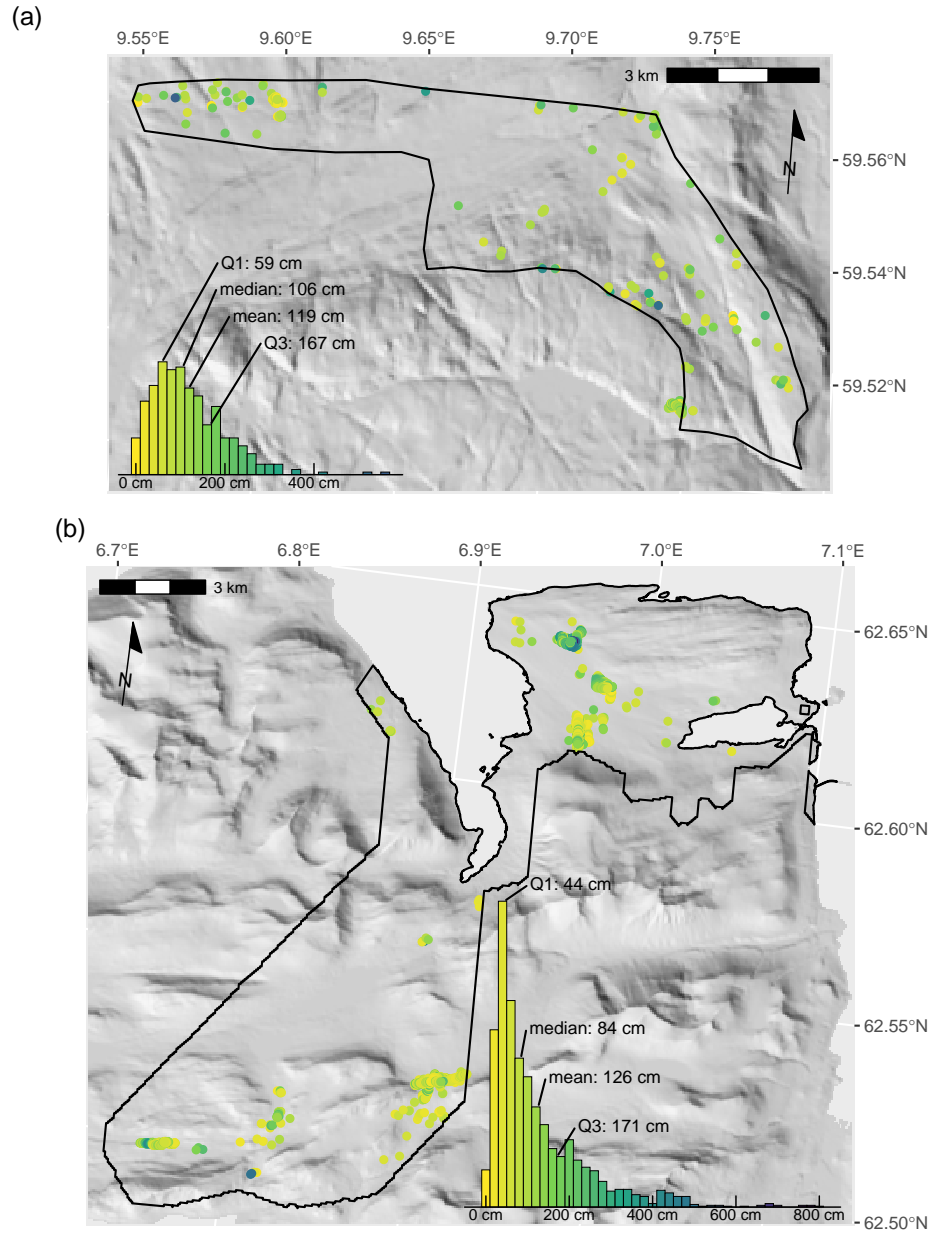 (a)
9.55°E 9.60°E 9.65°E 9.70°E 9.75°E
3 km
N
59.56°N
59.54°N
59.52°N
Q1: 59 cm
median: 106 cm
mean: 119 cm
Q3: 167 cm
0 cm 200 cm 400 cm
(b)
6.7°E 6.8°E 6.9°E 7.0°E 7.1°E
3 km
N
62.65°N
62.60°N
62.55°N
62.50°N
Q1: 44 cm
median: 84 cm
mean: 126 cm
Q3: 171 cm
0 cm 200 cm 400 cm 600 cm 800 cm